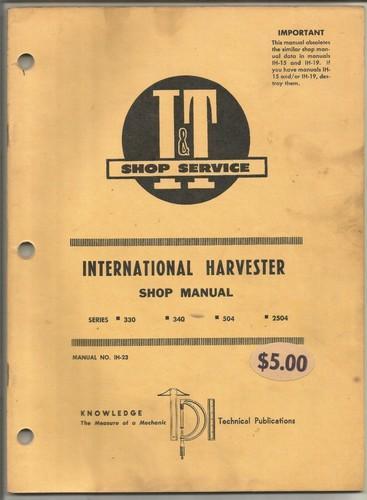 IMPORTANT
This manual obsoletes
the similar shop man-
ual data in manuals
IH-15 and IH-19. If
you have manuals IH-
15 and/or IH-19, des-
troy them.
I&T
SHOP SERVICE
INTERNATIONAL HARVESTER
SHOP MANUAL
SERIES ▪ 330 ▪ 340 ▪ 504 ▪ 2504
MANUAL NO. IH-23
$5.00
KNOWLEDGE
The Measure of a Mechanic
TPI
Technical Publications